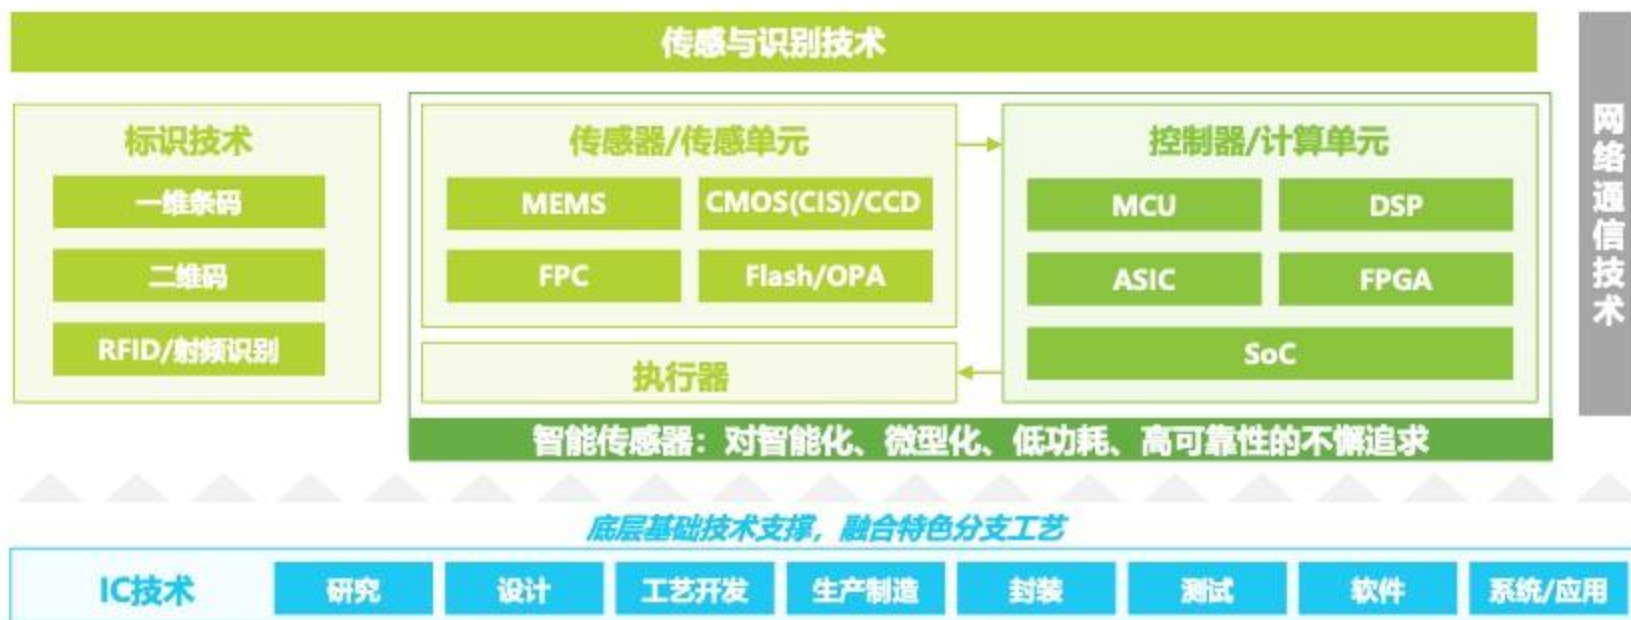 传感与识别技术
网络通信技术
标识技术
一维条码
二维码
RFID/射频识别
传感器/传感单元
MEMS
CMOS(CIS)/CCD
FPC
Flash/OPA
执行器
控制器/计算单元
MCU
DSP
ASIC
FPGA
SoC
智能传感器：对智能化、微型化、低功耗、高可靠性的不懈追求
底层基础技术支撑，融合特色分支工艺
IC技术
研究
设计
工艺开发
生产制造
封装
测试
软件
系统/应用